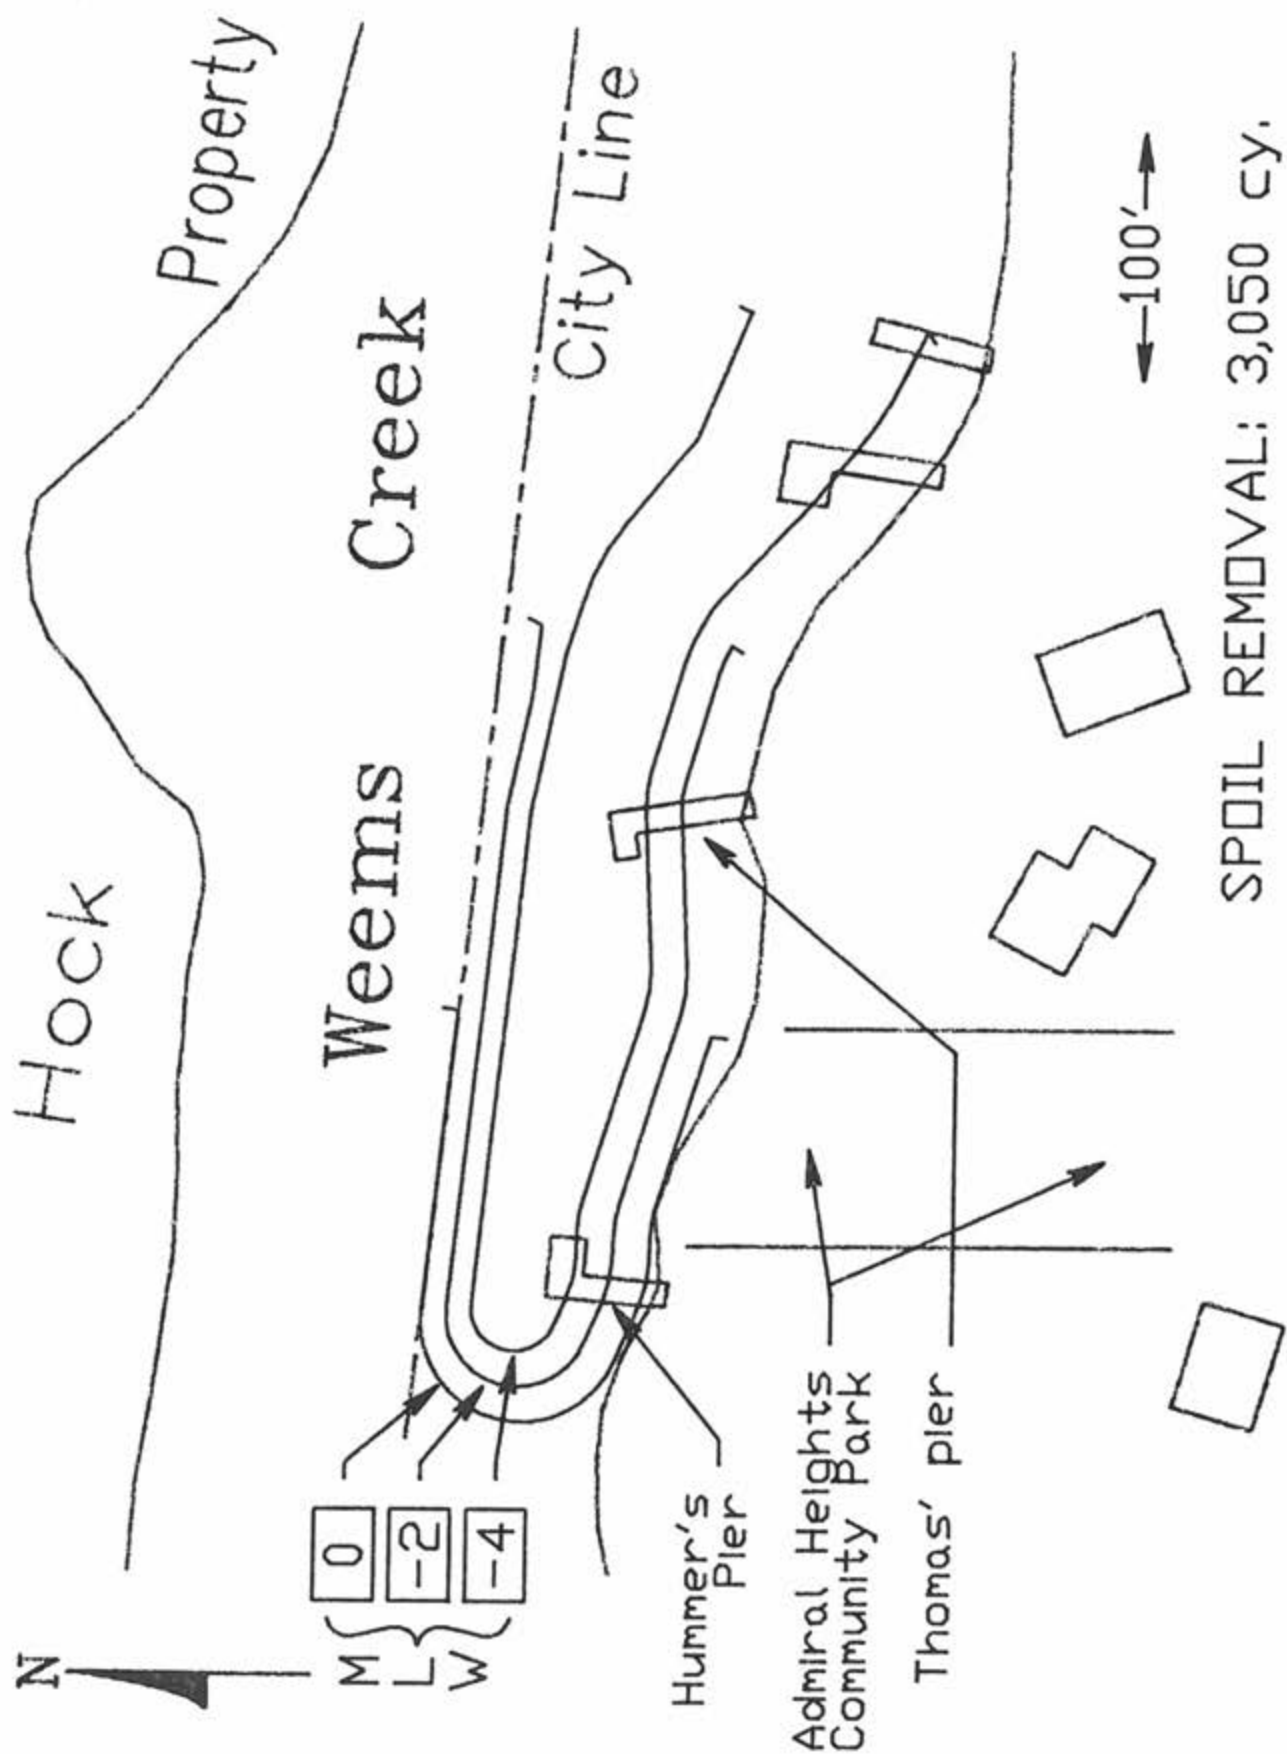 N
Hock Property
Weems Creek
City Line
M
L
W
0
-2
-4
Hummer's
Pier
Admiral Heights
Community Park
Thomas' pier
100'
SPOIL REMOVAL: 3,050 cy.